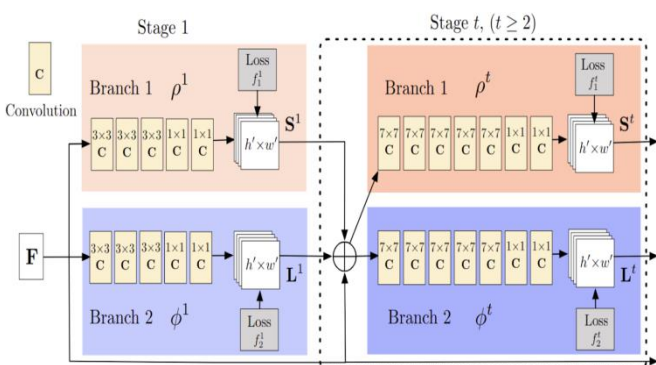 Stage 1
Stage t, (t ≥ 2)
C
Convolution
Branch 1 ρ¹
Loss
f₁¹
3×3 C 3×3 C 3×3 C 1×1 C 1×1 C
h′×w′
S¹
Branch 1 ρᵗ
Loss
f₁ᵗ
7×7 C 7×7 C 7×7 C 7×7 C 7×7 C 1×1 C 1×1 C
h′×w′
Sᵗ
F
3×3 C 3×3 C 3×3 C 1×1 C 1×1 C
h′×w′
L¹
Branch 2 ϕ¹
Loss
f₂¹
7×7 C 7×7 C 7×7 C 7×7 C 7×7 C 1×1 C 1×1 C
h′×w′
Lᵗ
Branch 2 ϕᵗ
Loss
f₂ᵗ